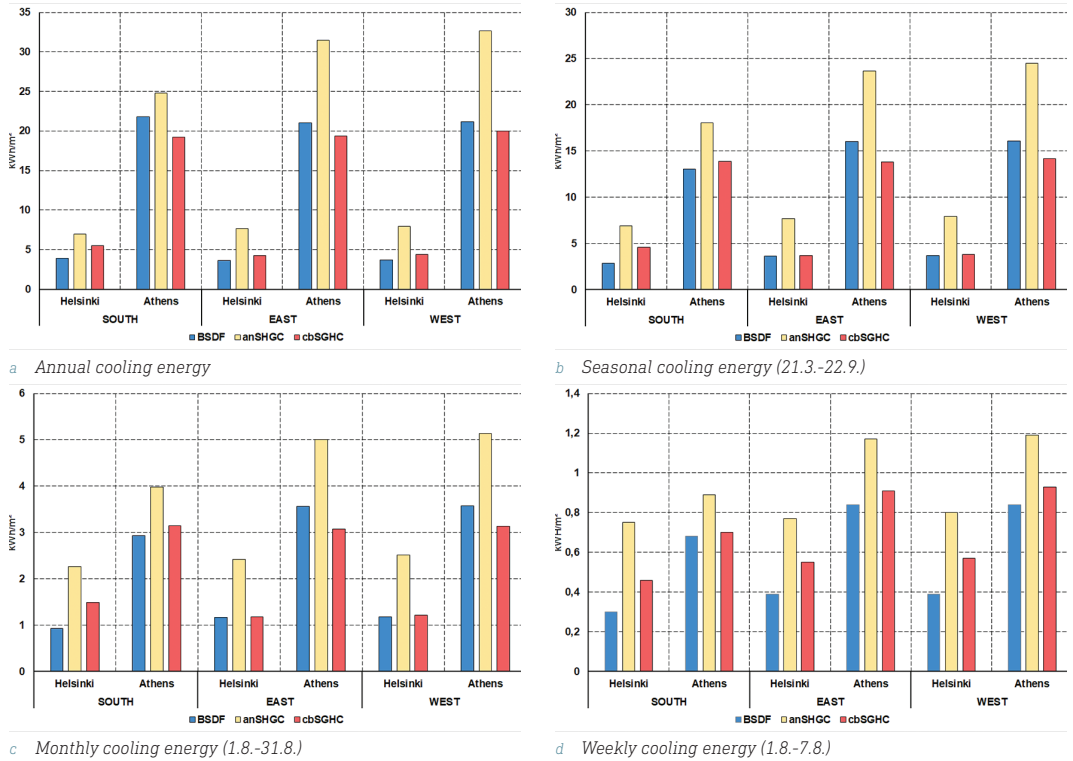 35
30
25
20
15
10
5
0
kWh/m²
Helsinki Athens Helsinki Athens Helsinki Athens
SOUTH EAST WEST
BSDF anSHGC cbSGHC
a Annual cooling energy
30
25
20
15
10
5
0
kWh/m²
Helsinki Athens Helsinki Athens Helsinki Athens
SOUTH EAST WEST
BSDF anSHGC cbSGHC
b Seasonal cooling energy (21.3.-22.9.)
6
5
4
3
2
1
0
kWh/m²
Helsinki Athens Helsinki Athens Helsinki Athens
SOUTH EAST WEST
BSDF anSHGC cbSGHC
c Monthly cooling energy (1.8.-31.8.)
1,4
1,2
1
0,8
0,6
0,4
0,2
0
kWH/m²
Helsinki Athens Helsinki Athens Helsinki Athens
SOUTH EAST WEST
BSDF anSHGC cbSGHC
d Weekly cooling energy (1.8.-7.8.)